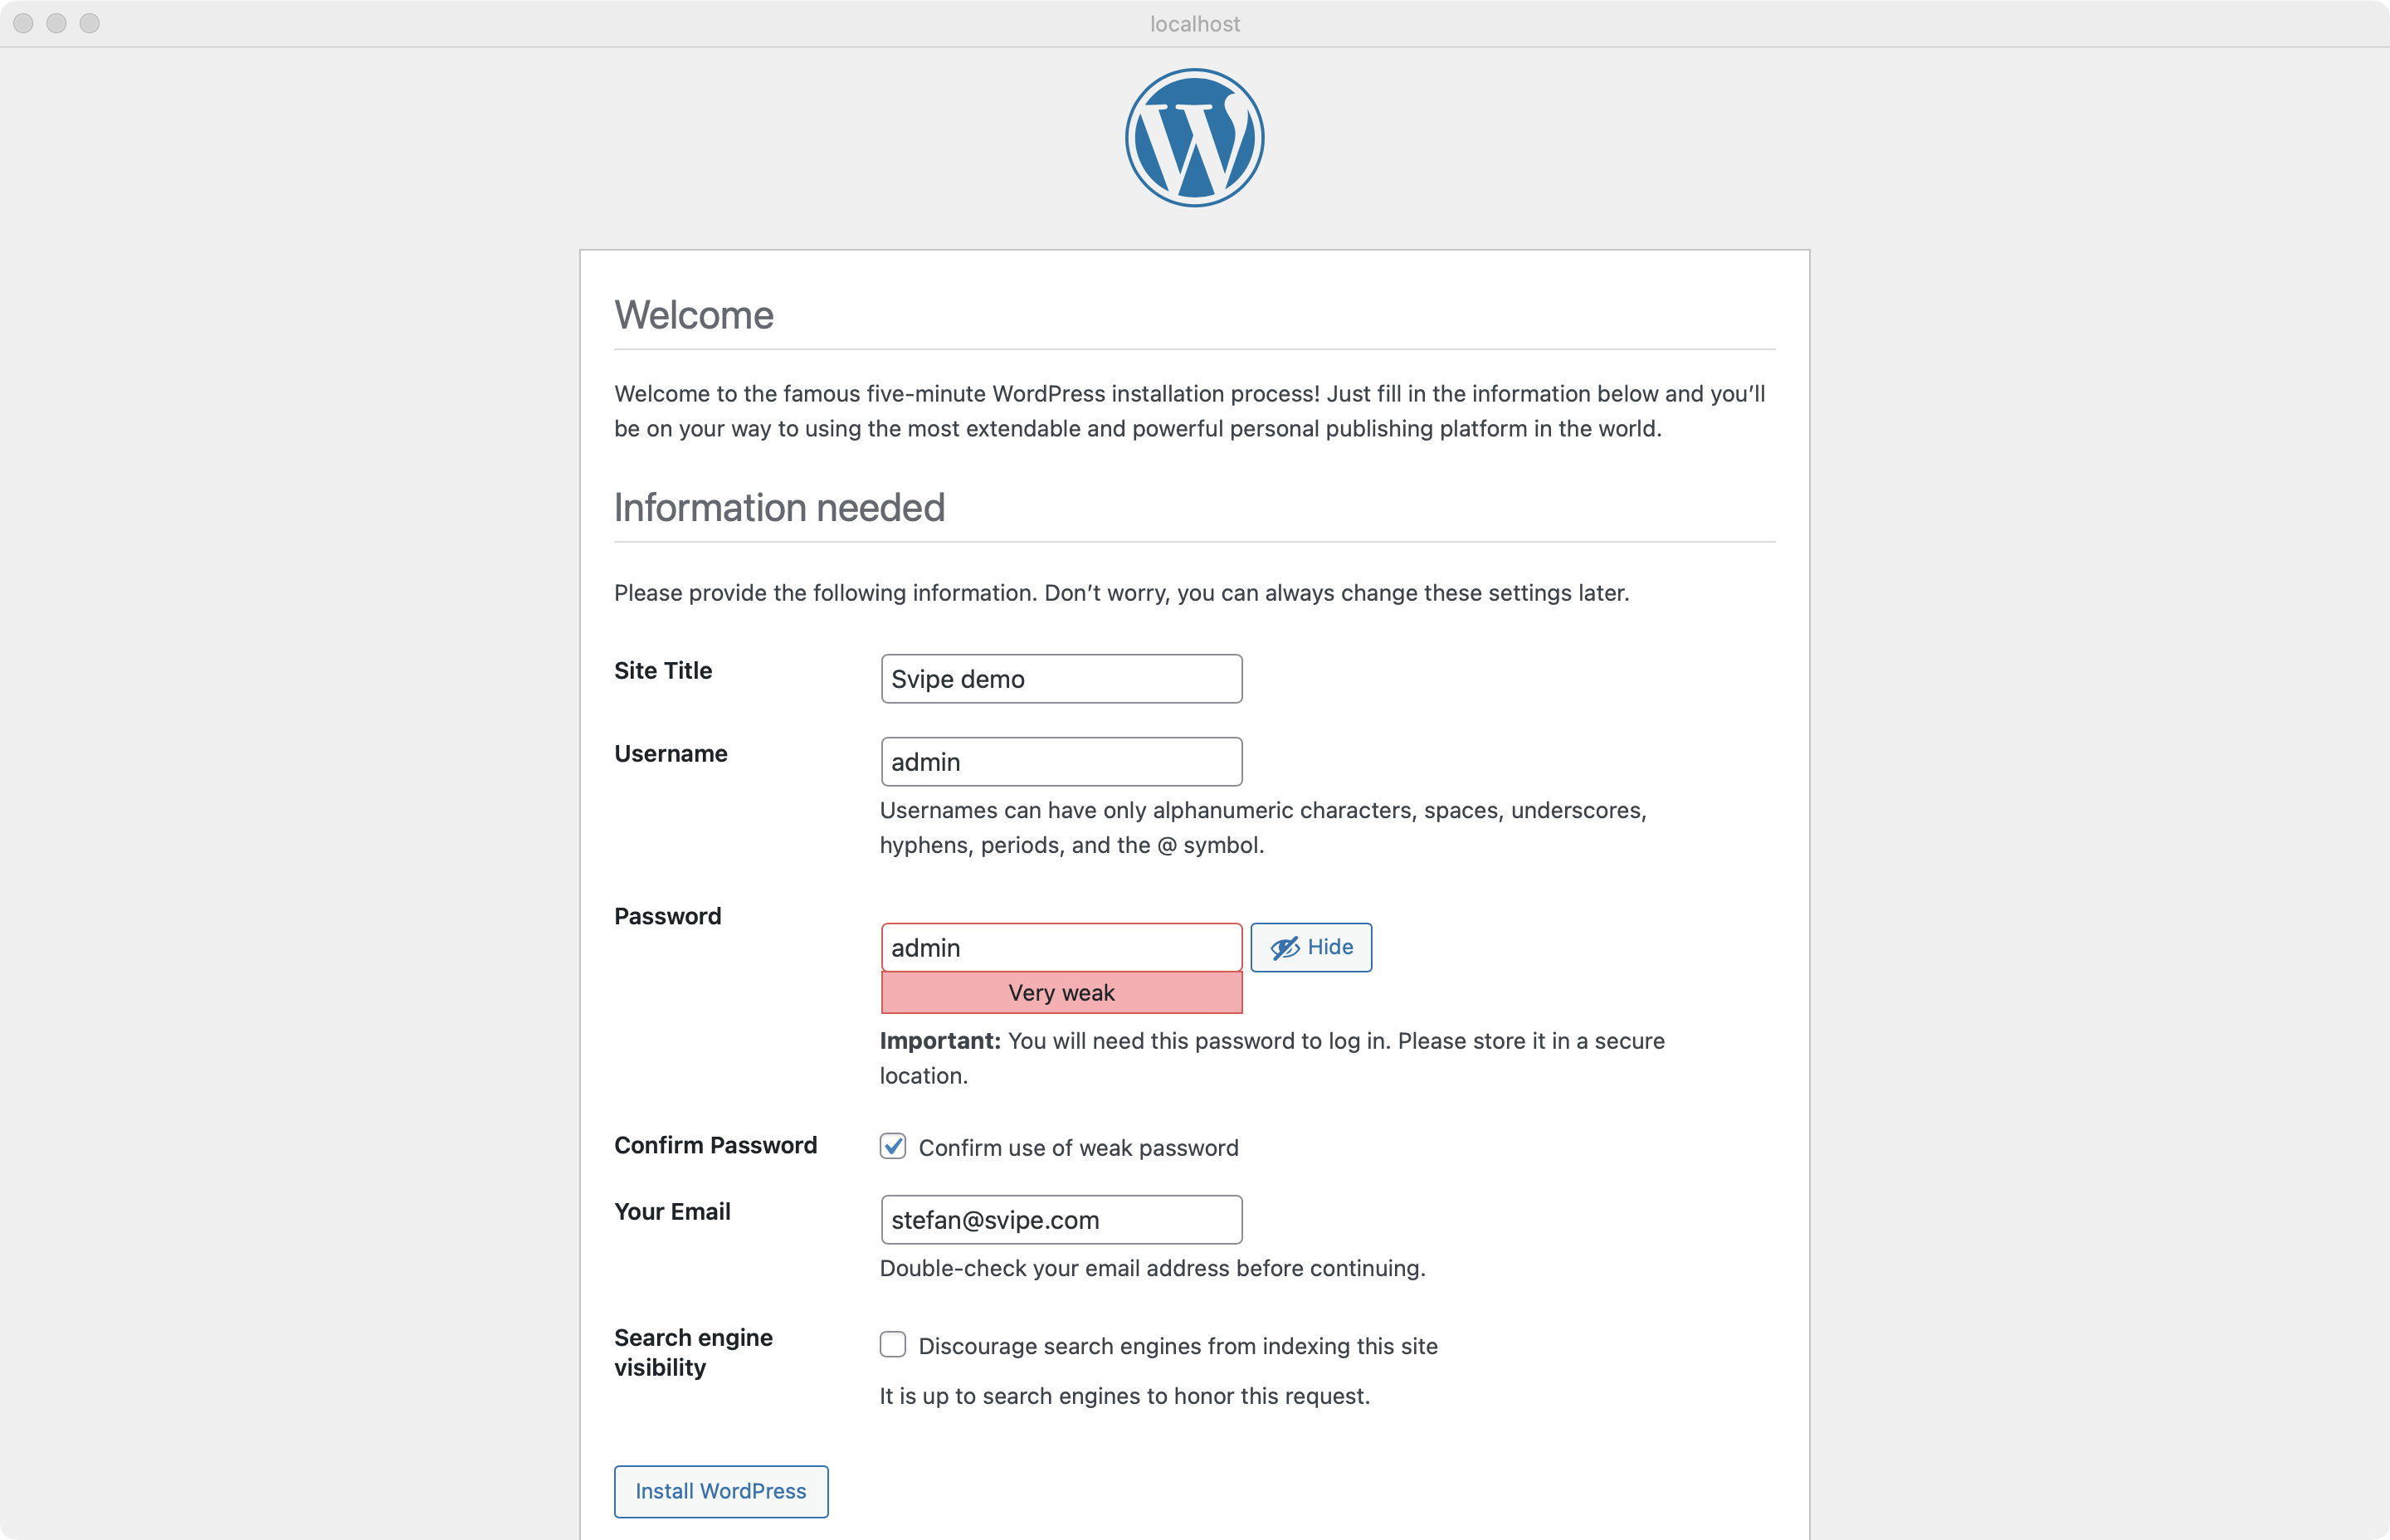 localhost
Welcome
Welcome to the famous five-minute WordPress installation process! Just fill in the information below and you’ll
be on your way to using the most extendable and powerful personal publishing platform in the world.
Information needed
Please provide the following information. Don’t worry, you can always change these settings later.
Site Title
Svipe demo
Username
admin
Usernames can have only alphanumeric characters, spaces, underscores,
hyphens, periods, and the @ symbol.
Password
admin
Hide
Very weak
Important: You will need this password to log in. Please store it in a secure
location.
Confirm Password
Confirm use of weak password
Your Email
stefan@svipe.com
Double-check your email address before continuing.
Search engine
visibility
Discourage search engines from indexing this site
It is up to search engines to honor this request.
Install WordPress